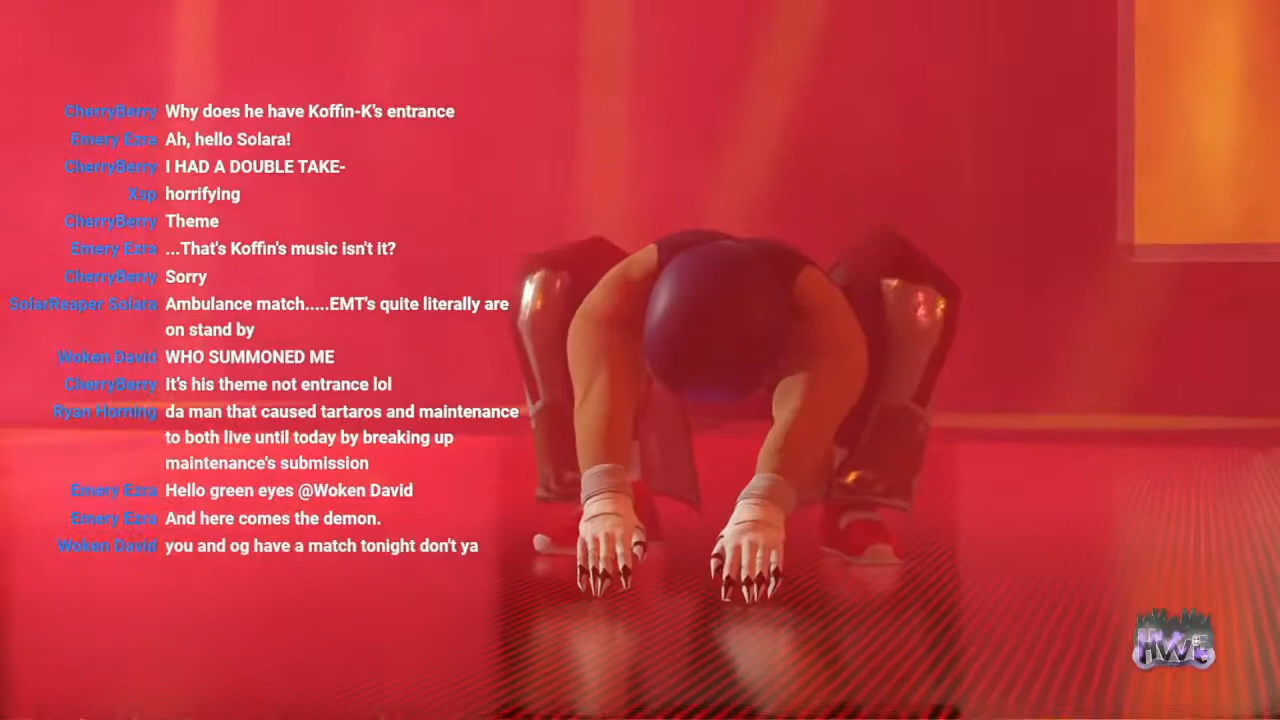 CherryBerry Why does he have Koffin-K's entrance
Emery Ezra Ah, hello Solara!
CherryBerry I HAD A DOUBLE TAKE-
Xsp horrifying
CherryBerry Theme
Emery Ezra ...That's Koffin's music isn't it?
CherryBerry Sorry
SolarReaper Solara Ambulance match.....EMT's quite literally are
on stand by
Woken David WHO SUMMONED ME
CherryBerry It's his theme not entrance lol
Ryan Horning da man that caused tartaros and maintenance
to both live until today by breaking up
maintenance's submission
Emery Ezra Hello green eyes @Woken David
Emery Ezra And here comes the demon.
Woken David you and og have a match tonight don't ya
HWE